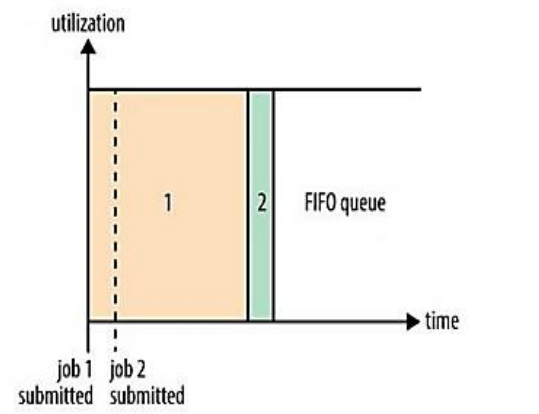 utilization
1
2
FIFO queue
time
job 1
submitted
job 2
submitted